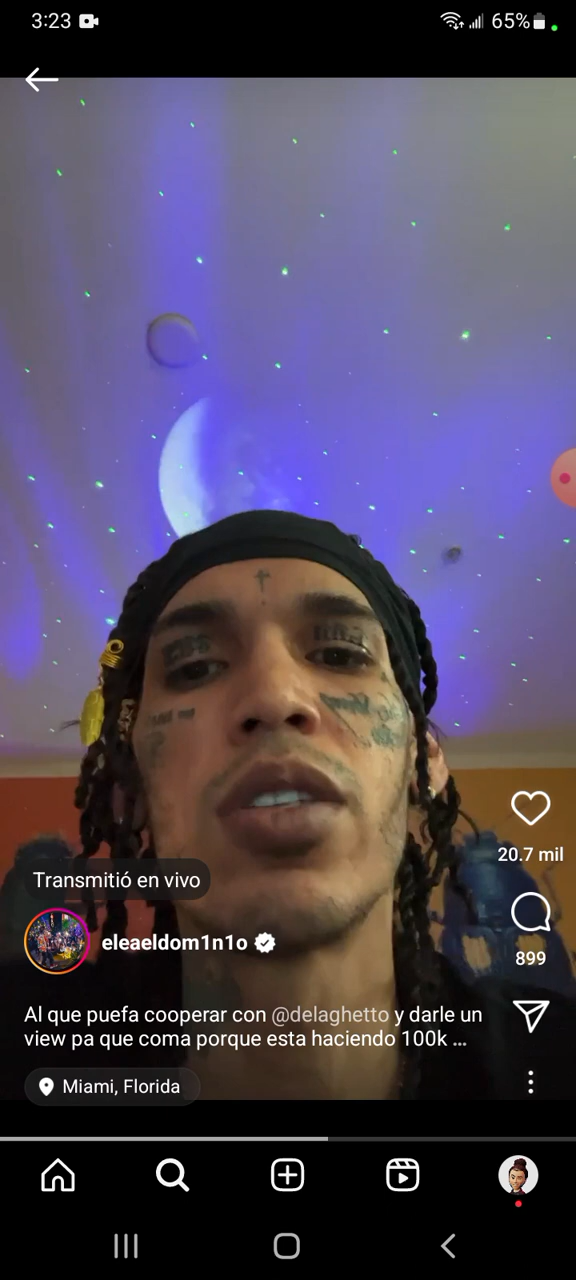 3:23
65%
Transmitió en vivo
eleaeldom1n1o
Al que puefa cooperar con @delaghetto y darle un
view pa que coma porque esta haciendo 100k ...
Miami, Florida
20.7 mil
899